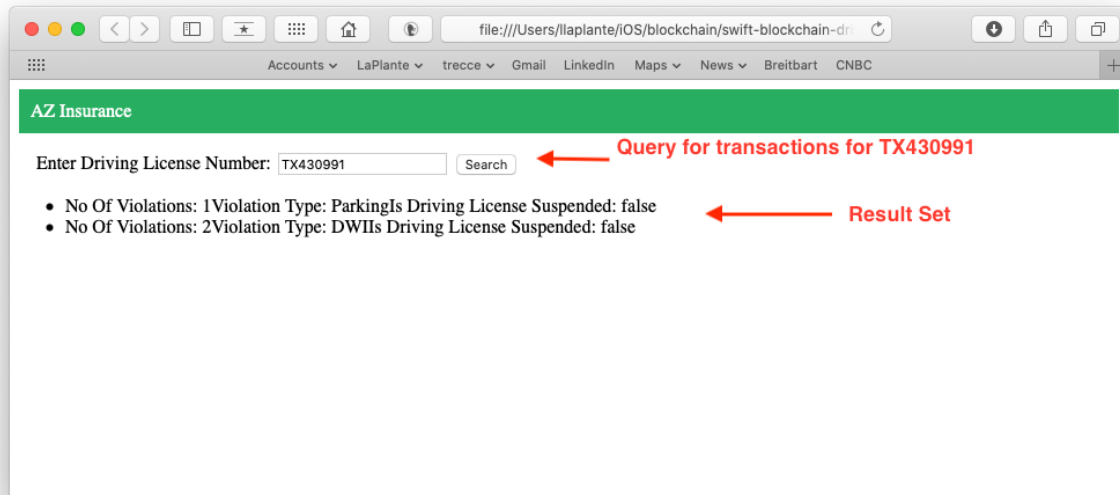 file:///Users/llaplante/iOS/blockchain/swift-blockchain-dri
Accounts LaPlante trecce Gmail LinkedIn Maps News Breitbart CNBC
AZ Insurance
Enter Driving License Number: TX430991 Search
Query for transactions for TX430991
• No Of Violations: 1Violation Type: ParkingIs Driving License Suspended: false
• No Of Violations: 2Violation Type: DWIIs Driving License Suspended: false
Result Set